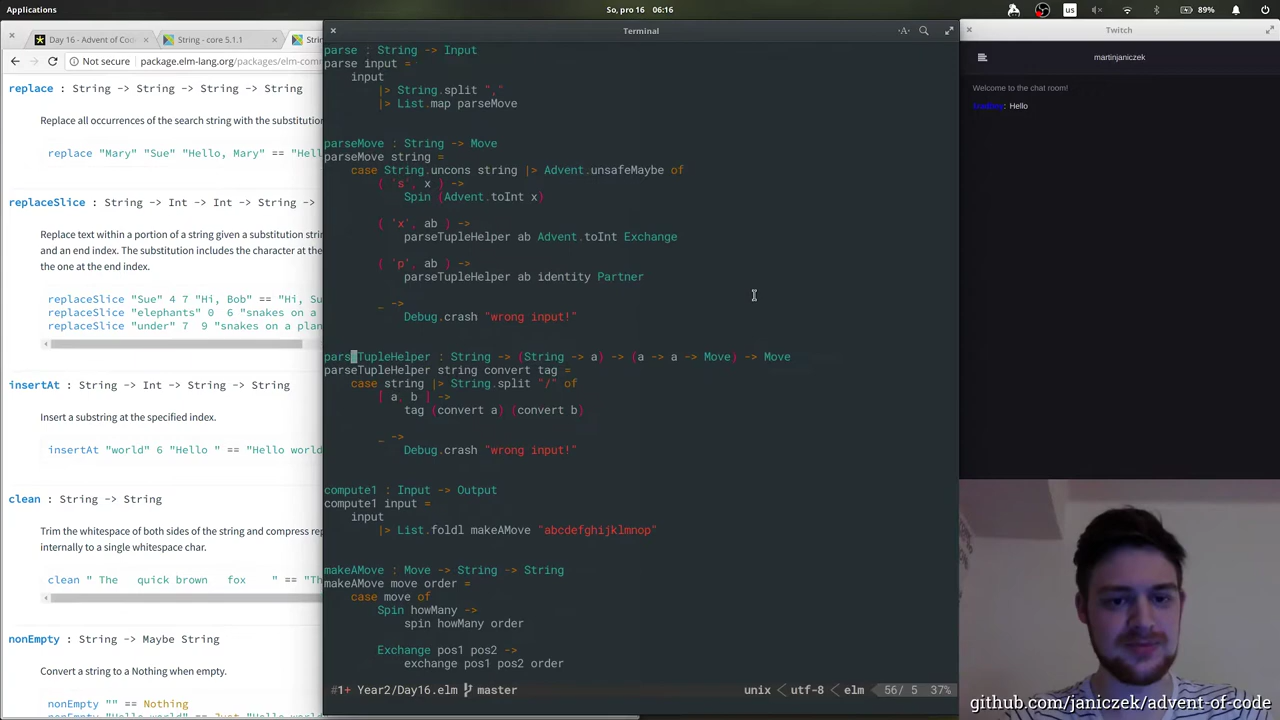 Applications
So, pro 16 06:16
us
89%
Day 16 - Advent of Cod
String - core 5.1.1
Strin
Not secure
package.elm-lang.org/packages/elm-com
replace : String -> String -> String -> String
Replace all occurrences of the search string with the substitution
replace "Mary" "Sue" "Hello, Mary" == "Hell
replaceSlice : String -> Int -> Int -> String ->
Replace text within a portion of a string given a substitution strin
and an end index. The substitution includes the character at the
the one at the end index.
replaceSlice "Sue" 4 7 "Hi, Bob" == "Hi, Su
replaceSlice "elephants" 0 6 "snakes on a
replaceSlice "under" 7 9 "snakes on a plan
insertAt : String -> Int -> String -> String
Insert a substring at the specified index.
insertAt "world" 6 "Hello " == "Hello world
clean : String -> String
Trim the whitespace of both sides of the string and compress rep
internally to a single whitespace char.
clean " The quick brown fox " == "Th
nonEmpty : String -> Maybe String
Convert a string to a Nothing when empty.
nonEmpty "" == Nothing
nonEmpty "Hello world" == Just "Hello world
Terminal
parse : String -> Input
parse input =
input
|> String.split ","
|> List.map parseMove
parseMove : String -> Move
parseMove string =
case String.uncons string |> Advent.unsafeMaybe of
( 's', x ) ->
Spin (Advent.toInt x)
( 'x', ab ) ->
parseTupleHelper ab Advent.toInt Exchange
( 'p', ab ) ->
parseTupleHelper ab identity Partner
_ ->
Debug.crash "wrong input!"
parseTupleHelper : String -> (String -> a) -> (a -> a -> Move) -> Move
parseTupleHelper string convert tag =
case string |> String.split "/" of
[ a, b ] ->
tag (convert a) (convert b)
_ ->
Debug.crash "wrong input!"
compute1 : Input -> Output
compute1 input =
input
|> List.foldl makeAMove "abcdefghijklmnop"
makeAMove : Move -> String -> String
makeAMove move order =
case move of
Spin howMany ->
spin howMany order
Exchange pos1 pos2 ->
exchange pos1 pos2 order
#1+ Year2/Day16.elm master
unix utf-8 elm 56/ 5 37%
Twitch
martinjaniczek
Welcome to the chat room!
: Hello
github.com/janiczek/advent-of-code